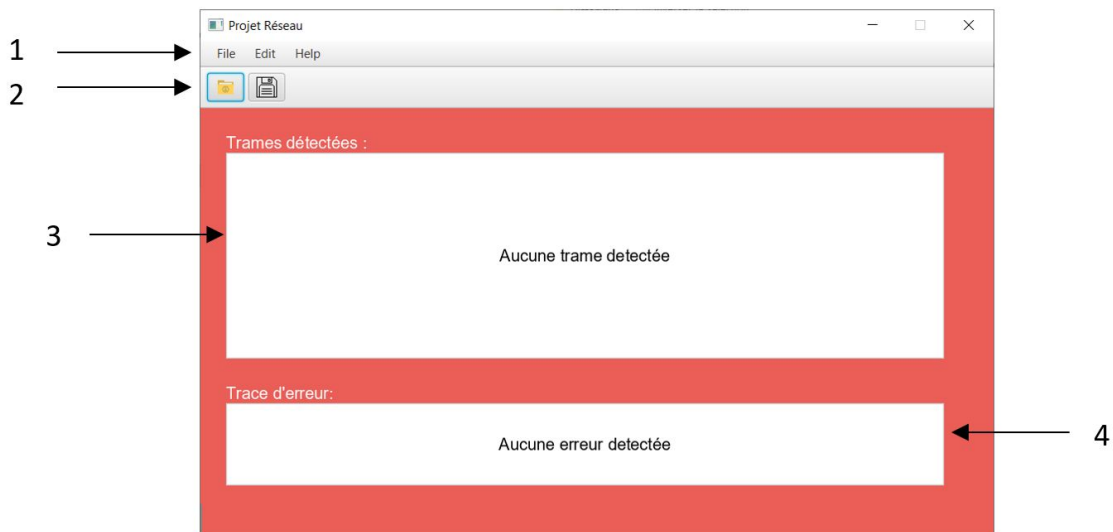 Projet Réseau
1
File Edit Help
2
Trames détectées :
3
Aucune trame detectée
Trace d'erreur:
Aucune erreur detectée
4